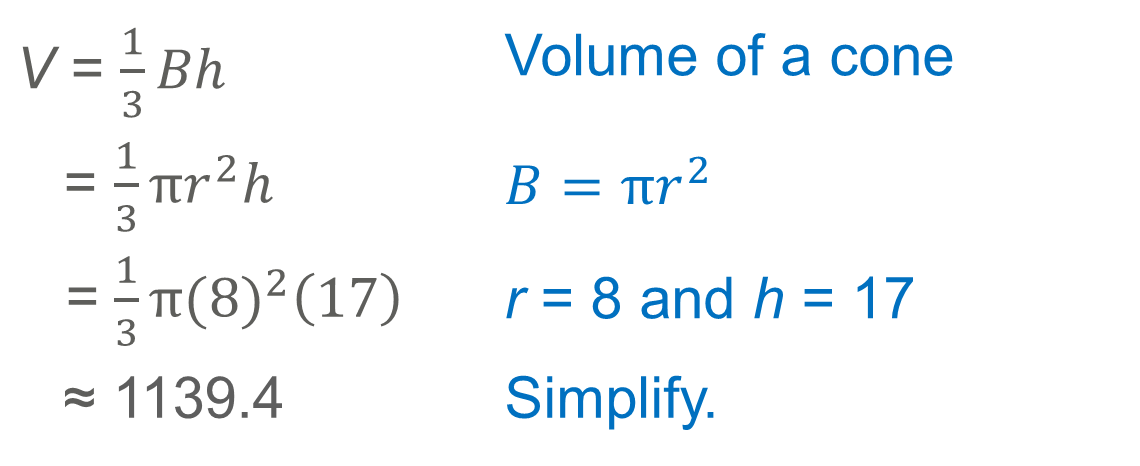 V = 1/3 Bh Volume of a cone
= 1/3 πr² h B = πr²
= 1/3 π(8)²(17) r = 8 and h = 17
≈ 1139.4 Simplify.